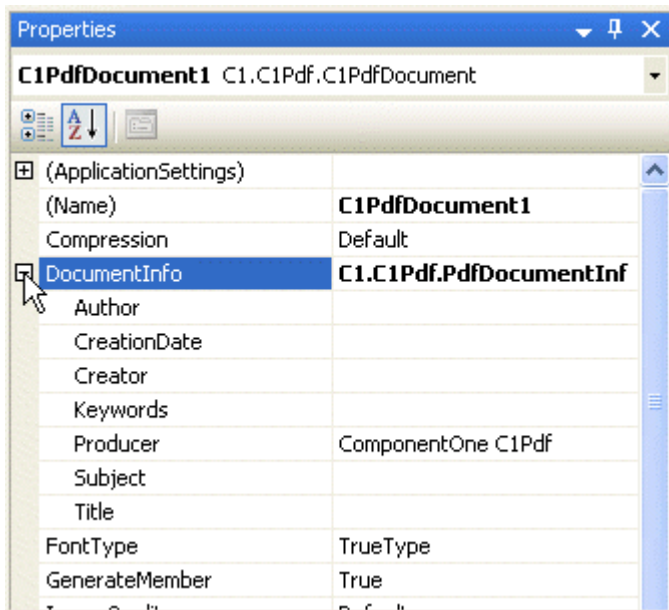 Properties
C1PdfDocument1 C1.C1Pdf.C1PdfDocument
(ApplicationSettings)
(Name) C1PdfDocument1
Compression Default
DocumentInfo C1.C1Pdf.PdfDocumentInf
Author
CreationDate
Creator
Keywords
Producer ComponentOne C1Pdf
Subject
Title
FontType TrueType
GenerateMember True